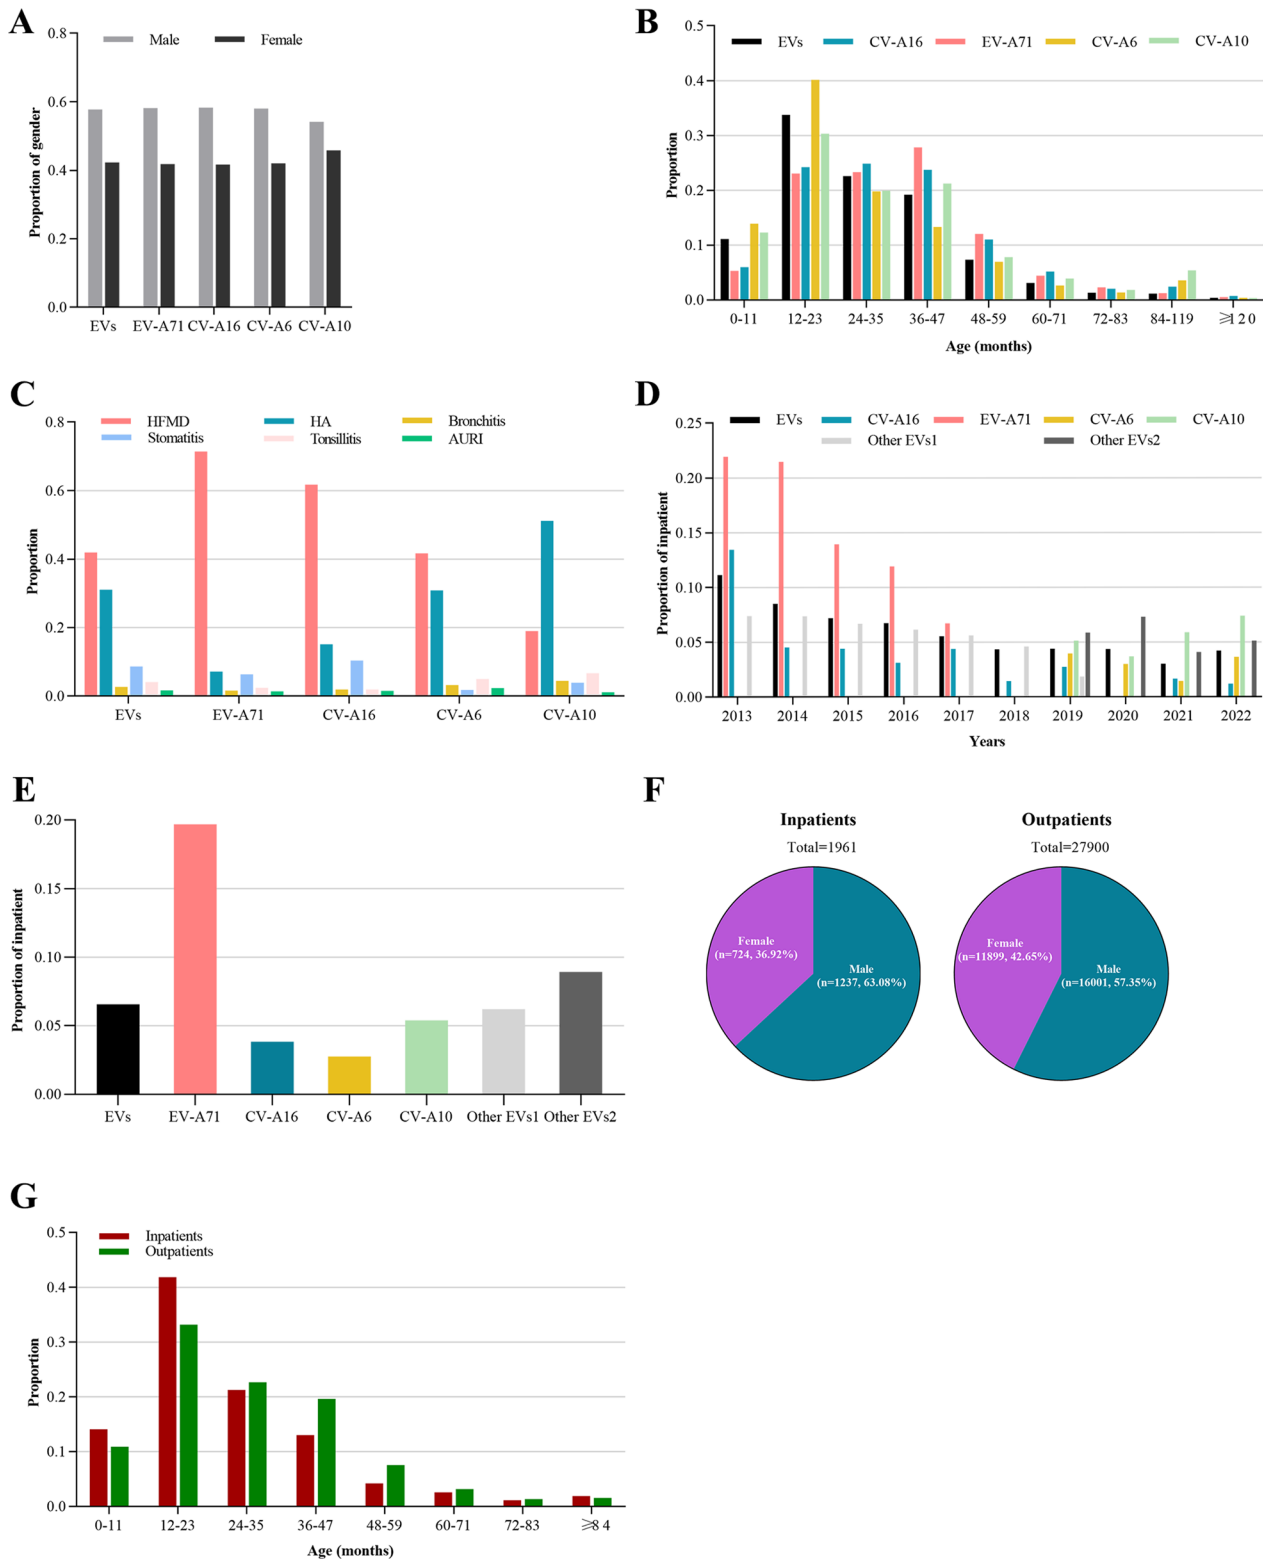 A
Male Female
0.8
0.6
0.4
0.2
0.0
Proportion of gender
EVs EV-A71 CV-A16 CV-A6 CV-A10
B
EVs CV-A16 EV-A71 CV-A6 CV-A10
0.5
0.4
0.3
0.2
0.1
0.0
Proportion
0-11 12-23 24-35 36-47 48-59 60-71 72-83 84-119 ⩾120
Age (months)
C
HFMD HA Bronchitis
Stomatitis Tonsillitis AURI
0.8
0.6
0.4
0.2
0.0
Proportion
EVs EV-A71 CV-A16 CV-A6 CV-A10
D
EVs CV-A16 EV-A71 CV-A6 CV-A10
Other EVs1 Other EVs2
0.25
0.20
0.15
0.10
0.05
0.00
Proportion of inpatient
2013 2014 2015 2016 2017 2018 2019 2020 2021 2022
Years
E
0.20
0.15
0.10
0.05
0.00
Proportion of inpatient
EVs EV-A71 CV-A16 CV-A6 CV-A10 Other EVs1 Other EVs2
F
Inpatients
Total=1961
Female
(n=724, 36.92%)
Male
(n=1237, 63.08%)
Outpatients
Total=27900
Female
(n=11899, 42.65%)
Male
(n=16001, 57.35%)
G
Inpatients
Outpatients
0.5
0.4
0.3
0.2
0.1
0.0
Proportion
0-11 12-23 24-35 36-47 48-59 60-71 72-83 ⩾84
Age (months)